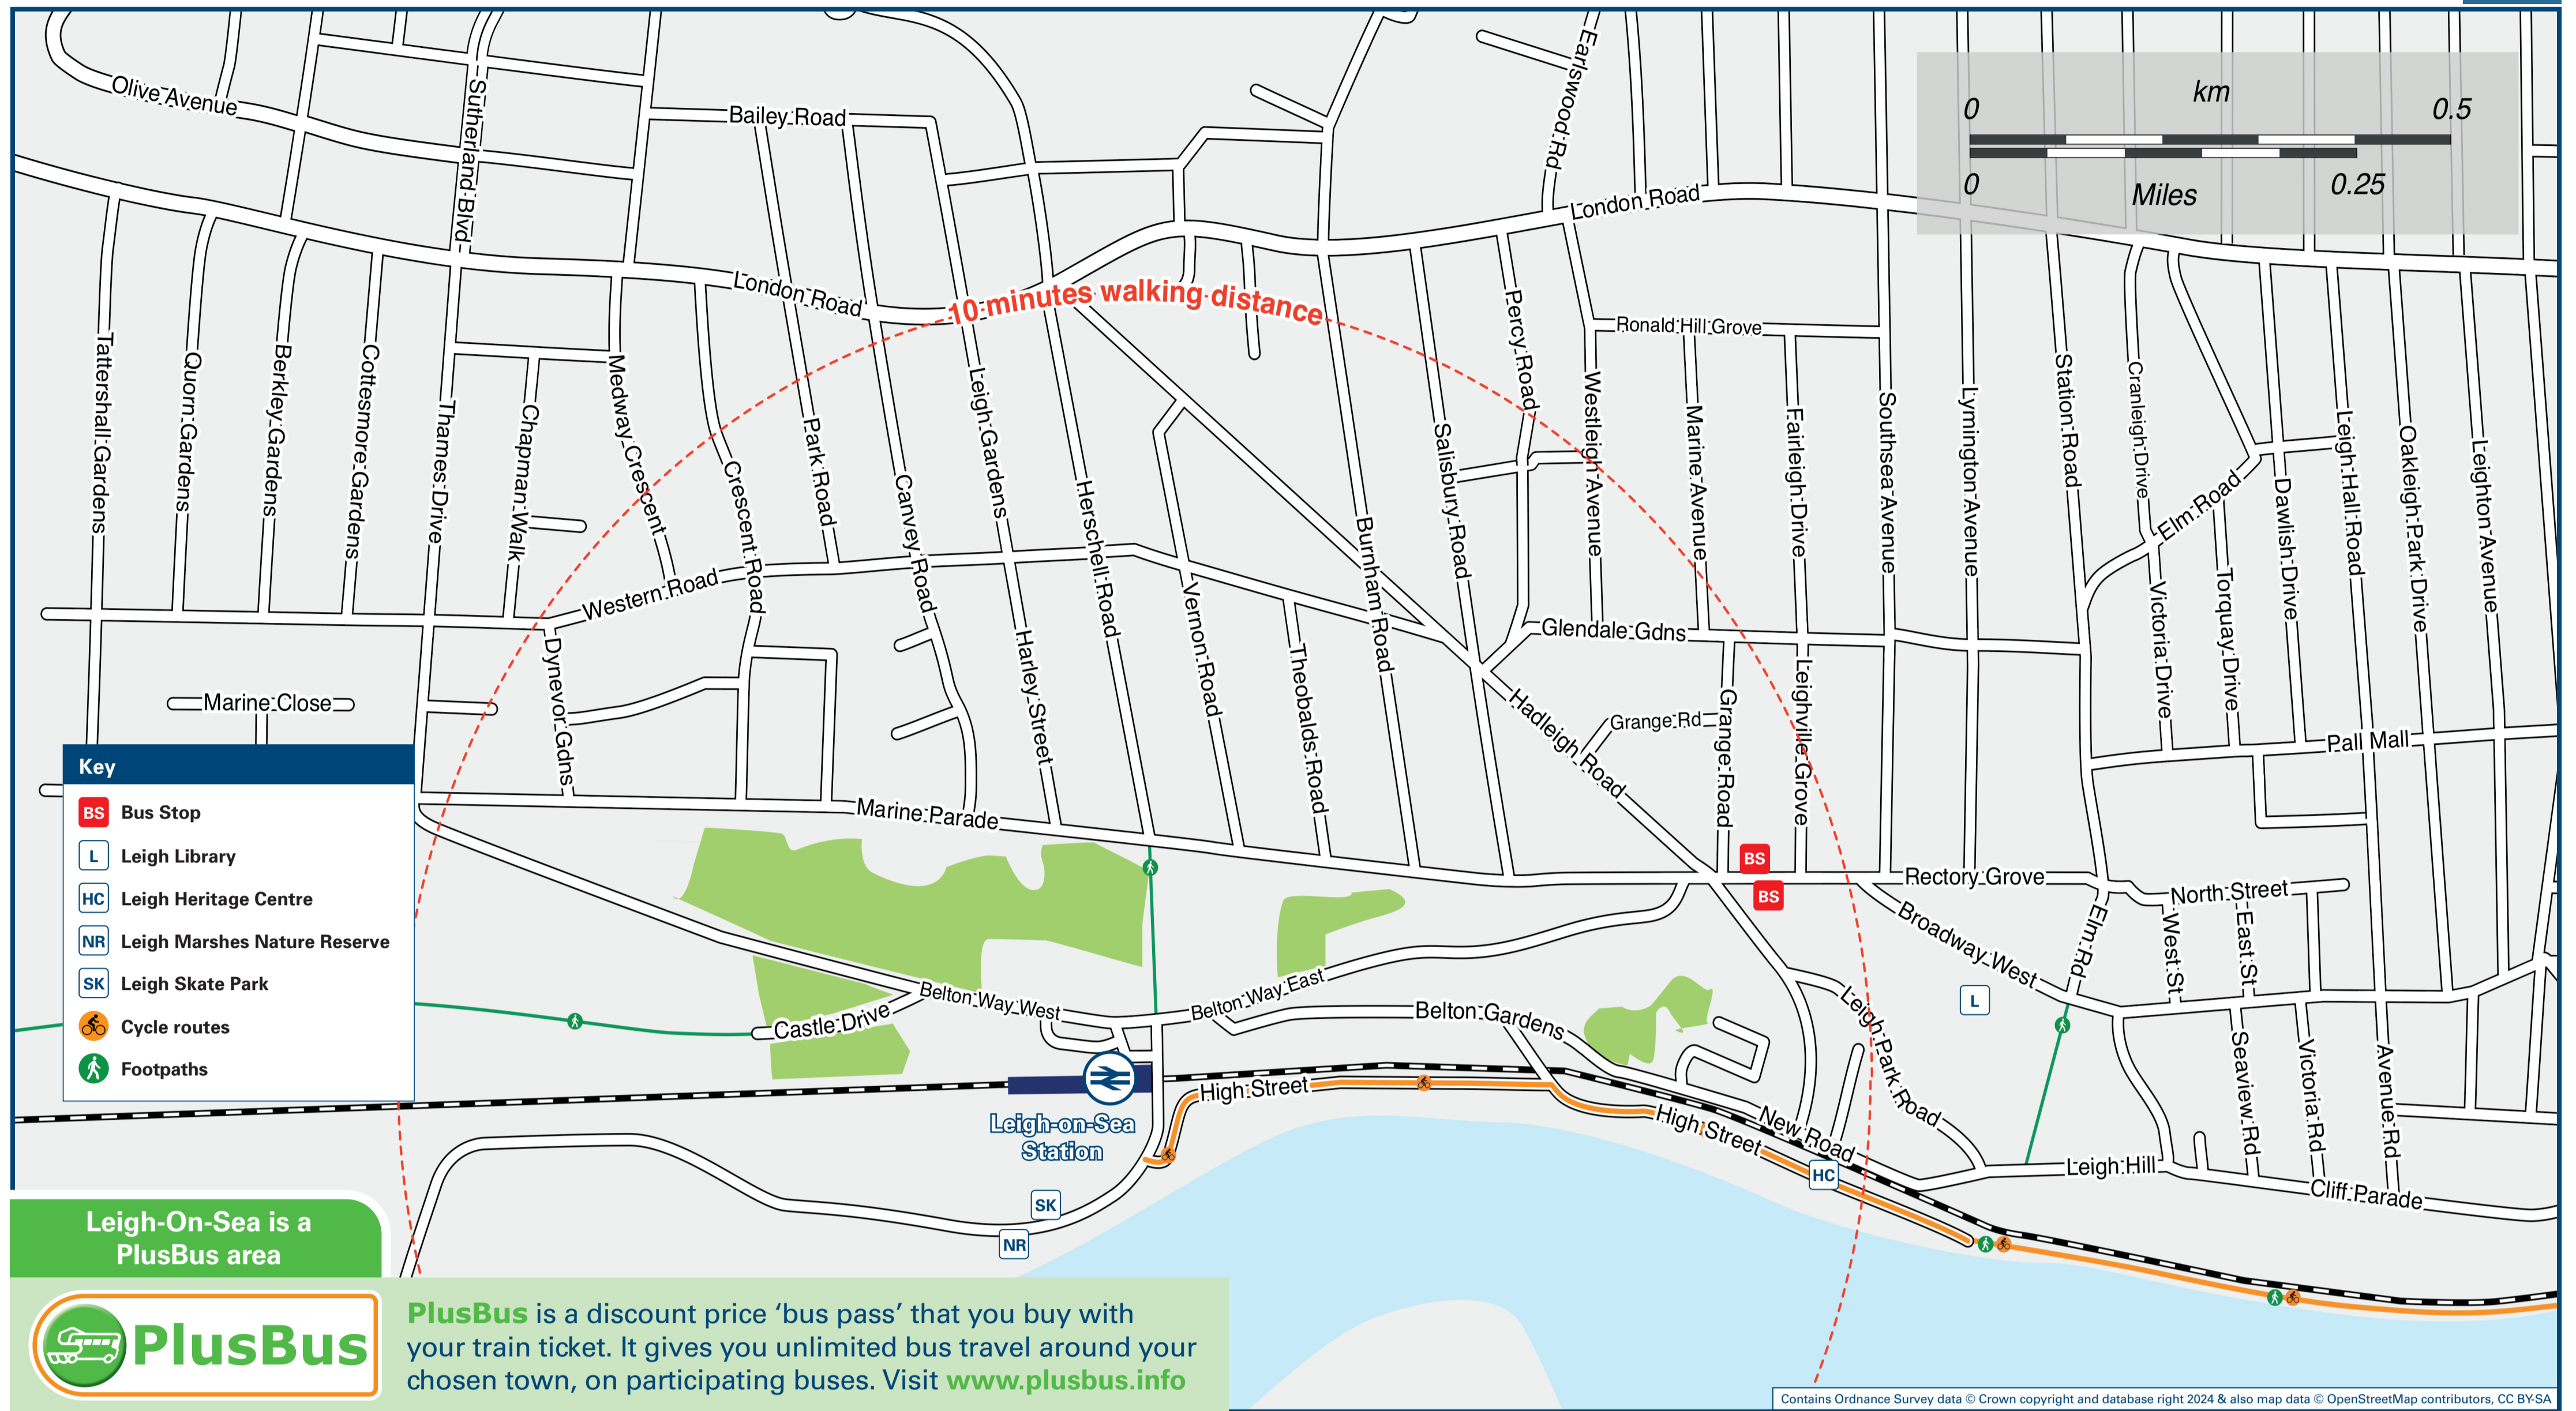 Olive Avenue
Sutherland Blvd
Bailey Road
Earlswood Rd
km
0
0.5
0
Miles
0.25
London Road
London Road
10 minutes walking distance
Tattershall Gardens
Quorn Gardens
Berkley Gardens
Cottesmore Gardens
Thames Drive
Chapman Walk
Medway Crescent
Crescent Road
Park Road
Canvey Road
Leigh Gardens
Herschell Road
Vernon Road
Burnham Road
Salisbury Road
Percy Road
Westleigh Avenue
Ronald Hill Grove
Marine Avenue
Fairleigh Drive
Southsea Avenue
Lymington Avenue
Station Road
Cranleigh Drive
Elm Road
Victoria Drive
Torquay Drive
Dawlish Drive
Leigh Hall Road
Oakleigh Park Drive
Leighton Avenue
Western Road
Dynevor Gdns
Harley Street
Theobalds Road
Glendale Gdns
Hadleigh Road
Grange Rd
Grange Road
Leighville Grove
Pall Mall
Marine Close
Marine Parade
BS
BS
Rectory Grove
North Street
West St
East St
Elm Rd
Broadway West
Belton Way West
Belton Way East
Castle Drive
Belton Gardens
Leigh Park Road
L
Seaview Rd
Victoria Rd
Avenue Rd
High Street
High Street
New Road
HC
Leigh Hill
Cliff Parade
Leigh-on-Sea
Station
SK
NR
Key
BS Bus Stop
L Leigh Library
HC Leigh Heritage Centre
NR Leigh Marshes Nature Reserve
SK Leigh Skate Park
Cycle routes
Footpaths
Leigh-On-Sea is a
PlusBus area
PlusBus
PlusBus is a discount price ‘bus pass’ that you buy with
your train ticket. It gives you unlimited bus travel around your
chosen town, on participating buses. Visit www.plusbus.info
Contains Ordnance Survey data © Crown copyright and database right 2024 & also map data © OpenStreetMap contributors, CC BY-SA